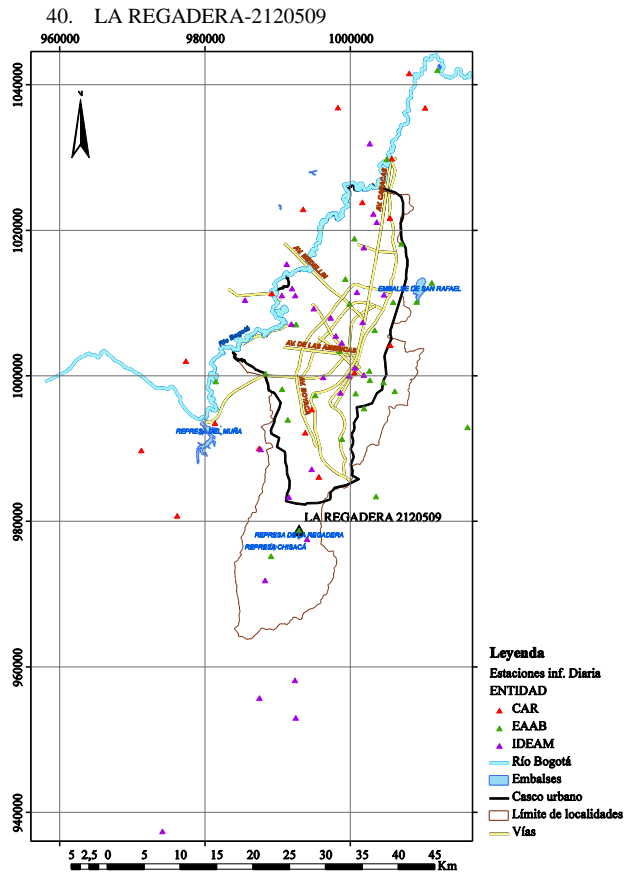 40. LA REGADERA-2120509
960000 980000 1000000
1040000
1020000
1000000
980000
960000
940000
N
AV. CARACAS
AV. MEDELLIN
EMBALSE DE SAN RAFAEL
Río Bogotá
AV. DE LAS AMERICAS
AV. BOYACA
REPRESA DEL MUÑA
LA REGADERA 2120509
REPRESA DE LA REGADERA
REPRESA CHISACÁ
Leyenda
Estaciones inf. Diaria
ENTIDAD
CAR
EAAB
IDEAM
Río Bogotá
Embalses
Casco urbano
Límite de localidades
Vías
5 2,5 0 5 10 15 20 25 30 35 40 45
Km